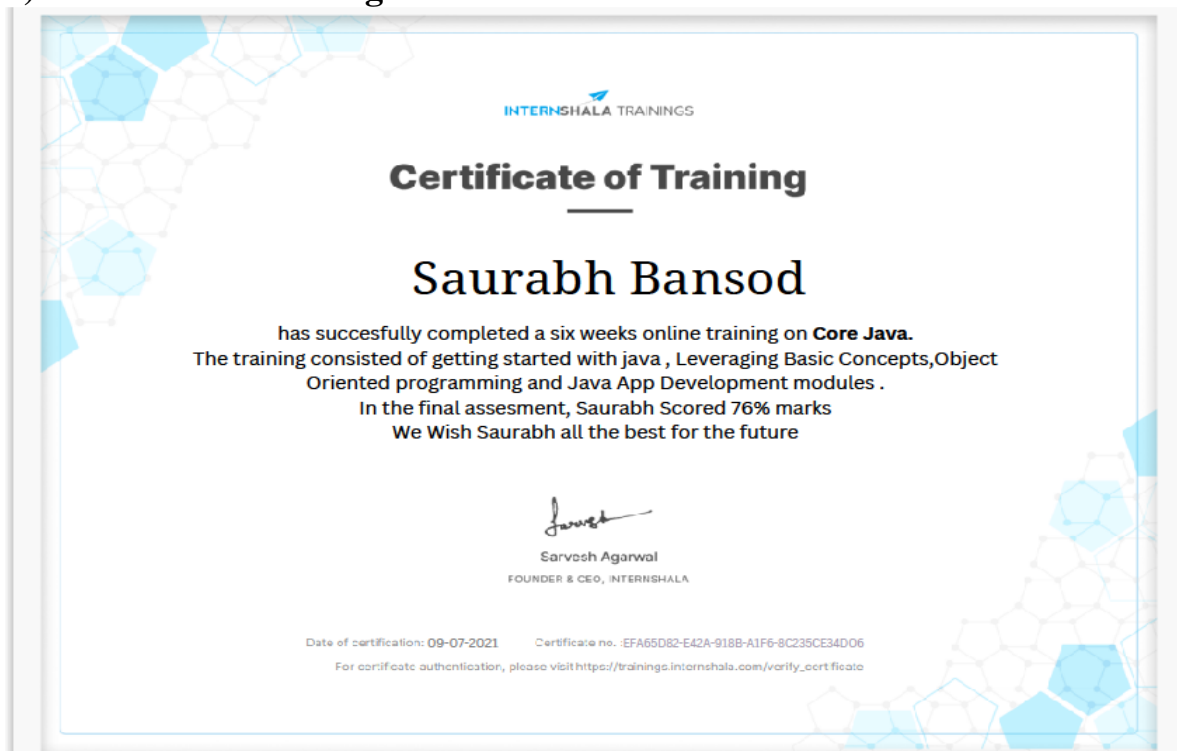 INTERNSHALA TRAININGS
Certificate of Training
Saurabh Bansod
has succesfully completed a six weeks online training on Core Java.
The training consisted of getting started with java , Leveraging Basic Concepts,Object
Oriented programming and Java App Development modules .
In the final assesment, Saurabh Scored 76% marks
We Wish Saurabh all the best for the future
Sarvesh Agarwal
FOUNDER & CEO, INTERNSHALA
Date of certification: 09-07-2021 Certificate no. :EFA65D82-E42A-918B-A1F6-8C235CE34D06
For certificate authentication, please visit https://trainings.internshala.com/verify_certificate